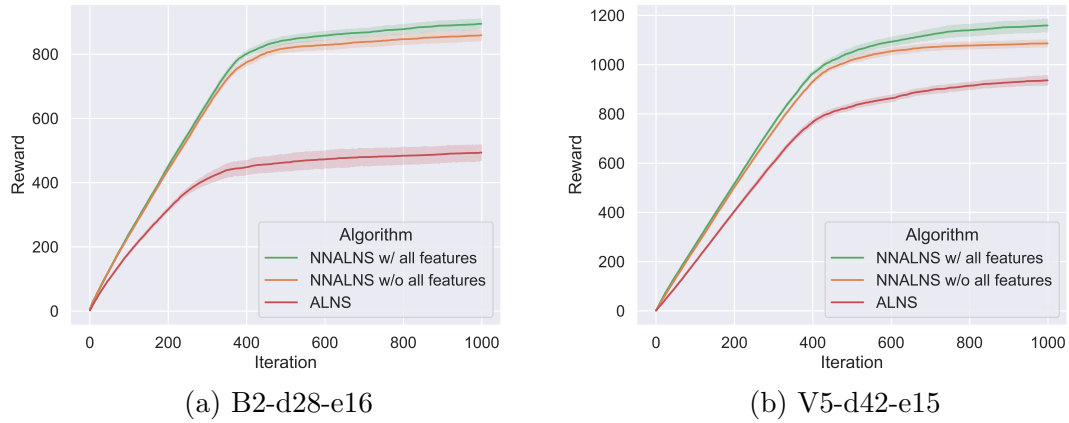 800
600
400
200
0
Reward
Algorithm
NNALNS w/ all features
NNALNS w/o all features
ALNS
0 200 400 600 800 1000
Iteration
(a) B2-d28-e16
1200
1000
800
600
400
200
0
Reward
Algorithm
NNALNS w/ all features
NNALNS w/o all features
ALNS
0 200 400 600 800 1000
Iteration
(b) V5-d42-e15